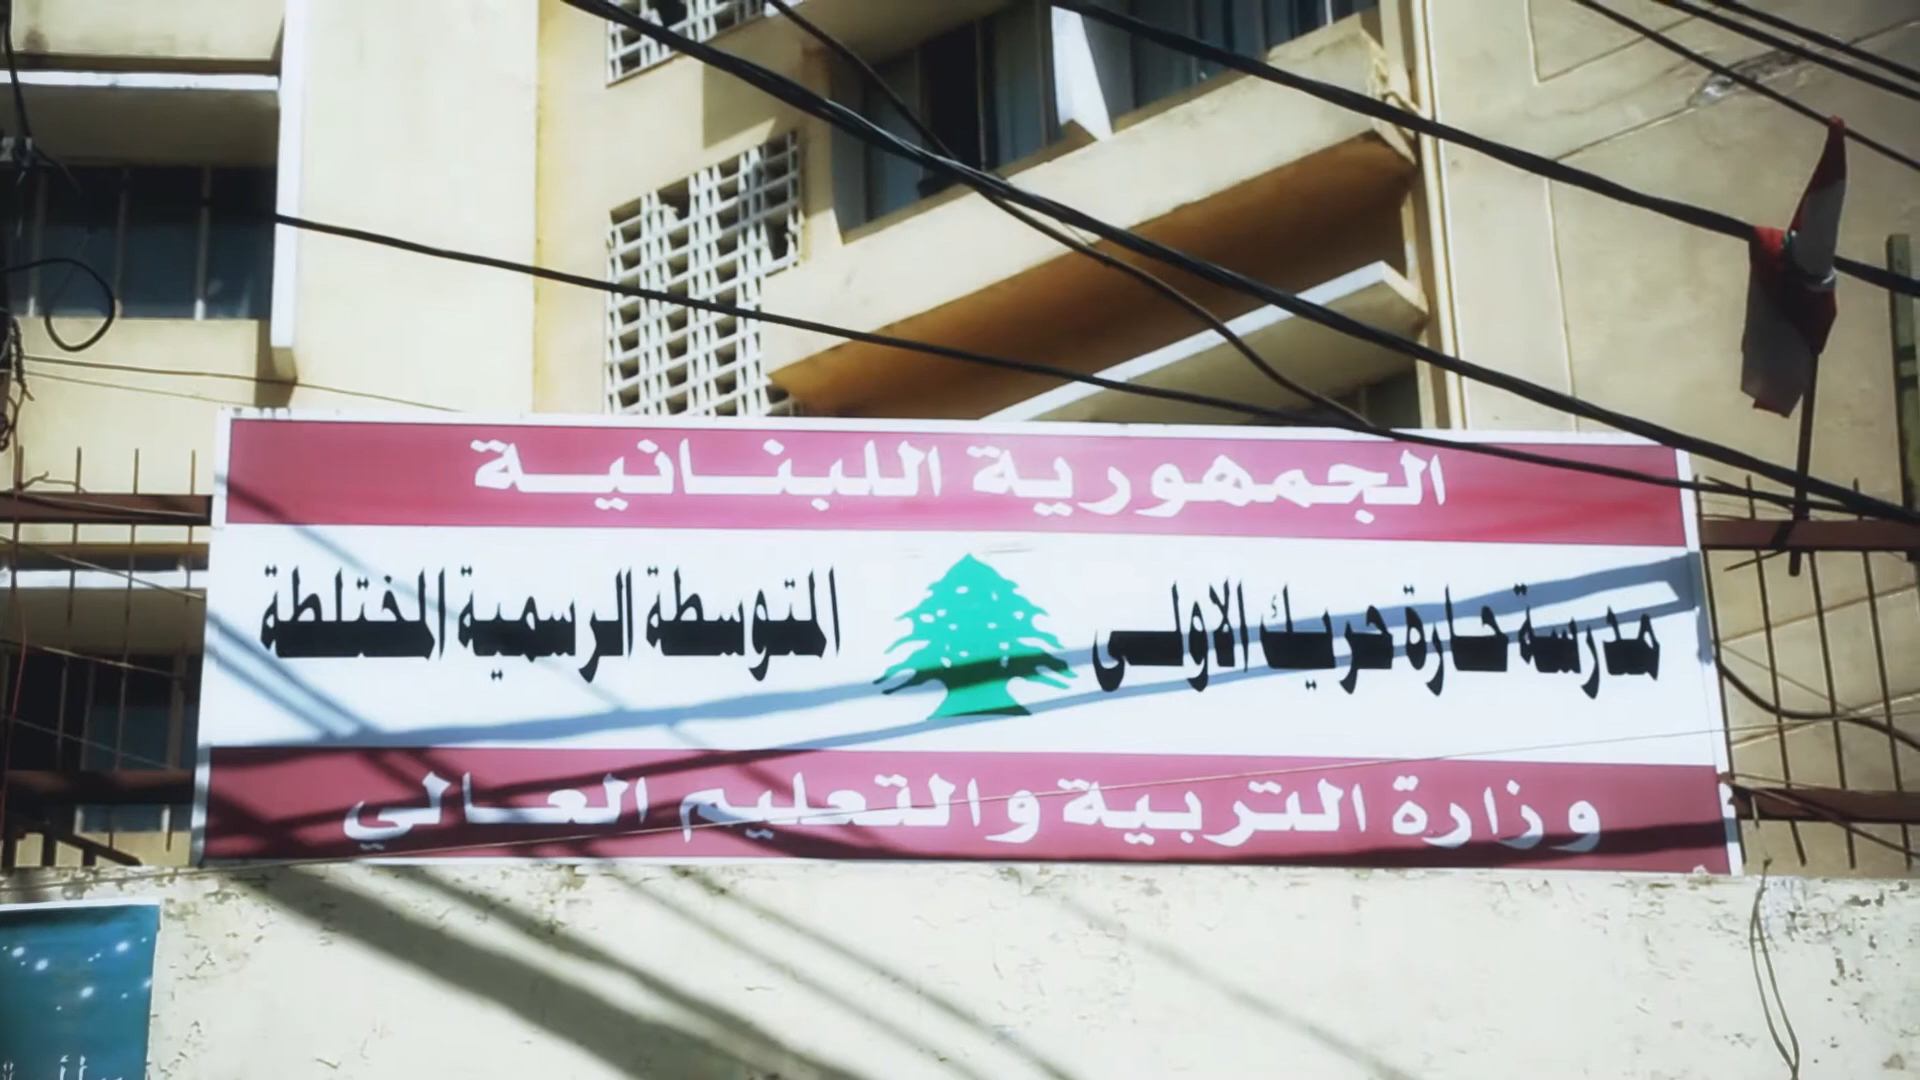 الجمهورية اللبنانية
مدرسة حارة حريك الاولى المتوسطة الرسمية المختلطة
وزارة التربية والتعليم العالي